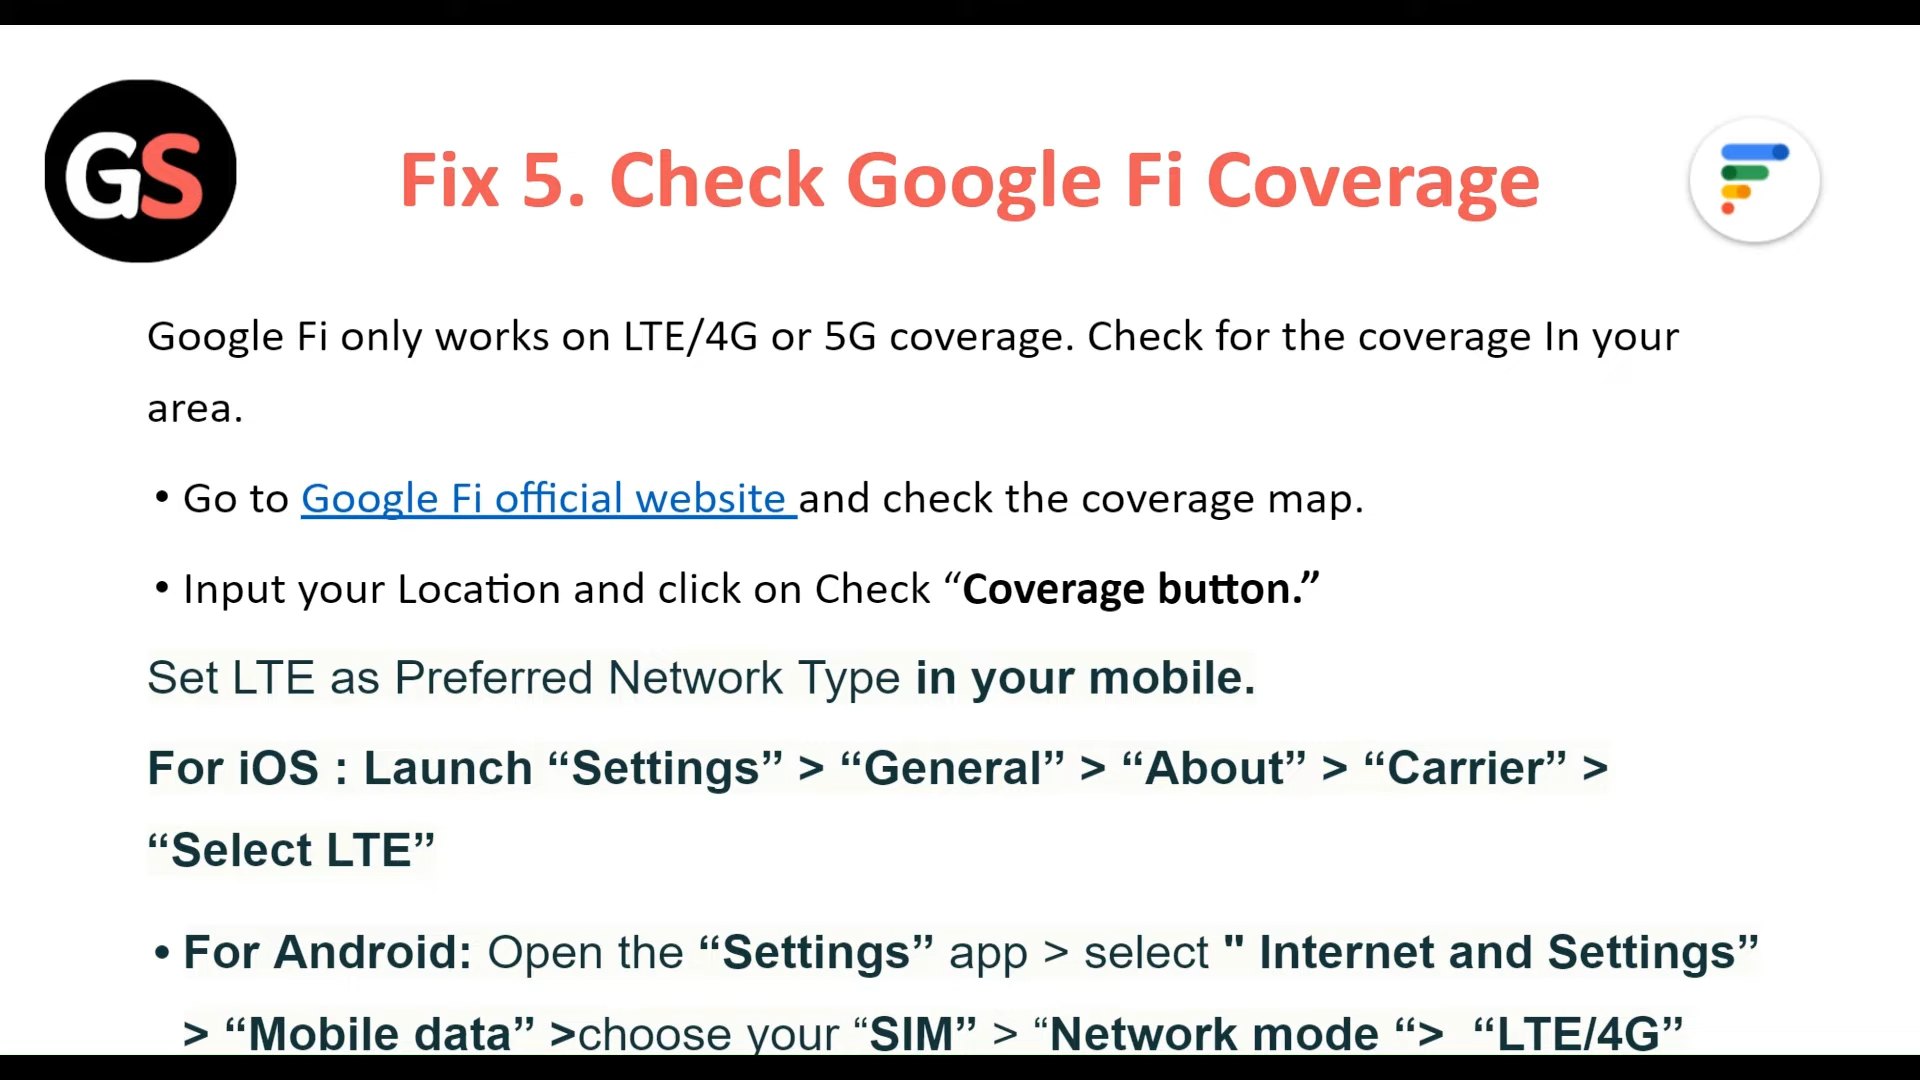 GS
Fix 5. Check Google Fi Coverage
Google Fi only works on LTE/4G or 5G coverage. Check for the coverage In your
area.
• Go to Google Fi official website and check the coverage map.
• Input your Location and click on Check “Coverage button.”
Set LTE as Preferred Network Type in your mobile.
For iOS : Launch “Settings” > “General” > “About” > “Carrier” >
“Select LTE”
• For Android: Open the “Settings” app > select " Internet and Settings”
> “Mobile data” >choose your “SIM” > “Network mode “> “LTE/4G”